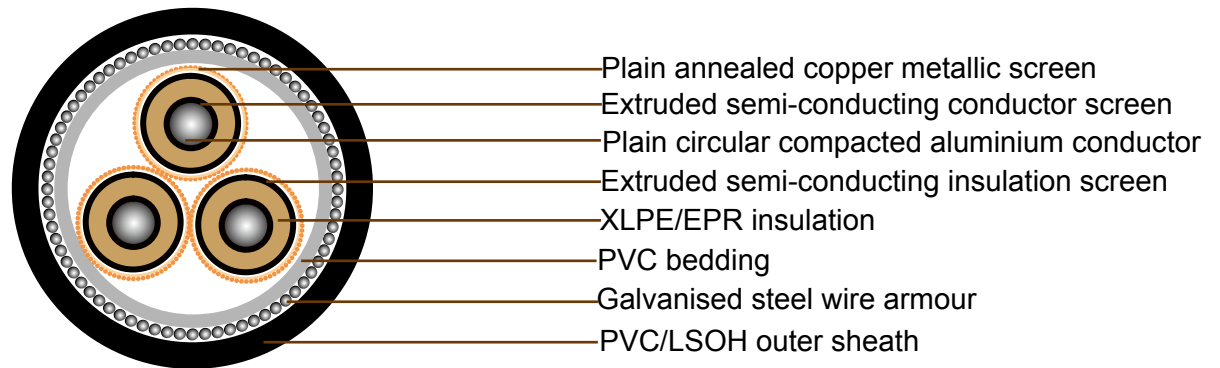 Plain annealed copper metallic screen
Extruded semi-conducting conductor screen
Plain circular compacted aluminium conductor
Extruded semi-conducting insulation screen
XLPE/EPR insulation
PVC bedding
Galvanised steel wire armour
PVC/LSOH outer sheath